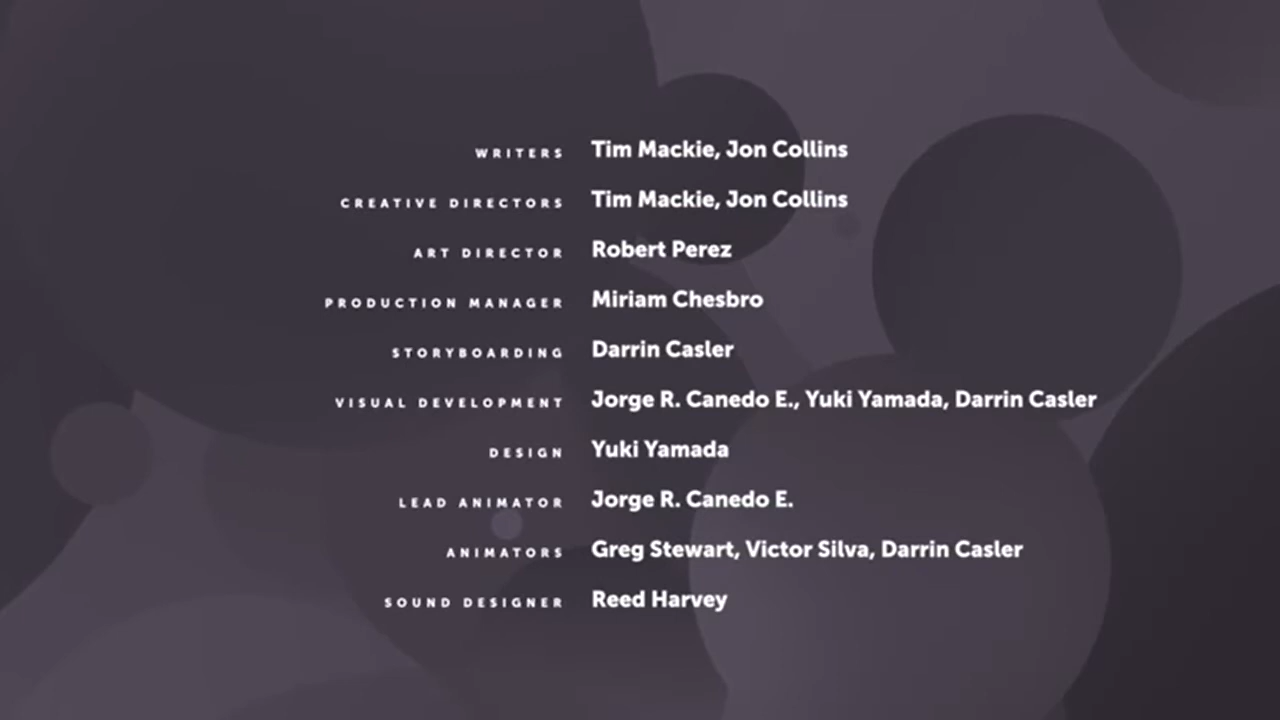 WRITERS Tim Mackie, Jon Collins
CREATIVE DIRECTORS Tim Mackie, Jon Collins
ART DIRECTOR Robert Perez
PRODUCTION MANAGER Miriam Chesbro
STORYBOARDING Darrin Casler
VISUAL DEVELOPMENT Jorge R. Canedo E., Yuki Yamada, Darrin Casler
DESIGN Yuki Yamada
LEAD ANIMATOR Jorge R. Canedo E.
ANIMATORS Greg Stewart, Victor Silva, Darrin Casler
SOUND DESIGNER Reed Harvey